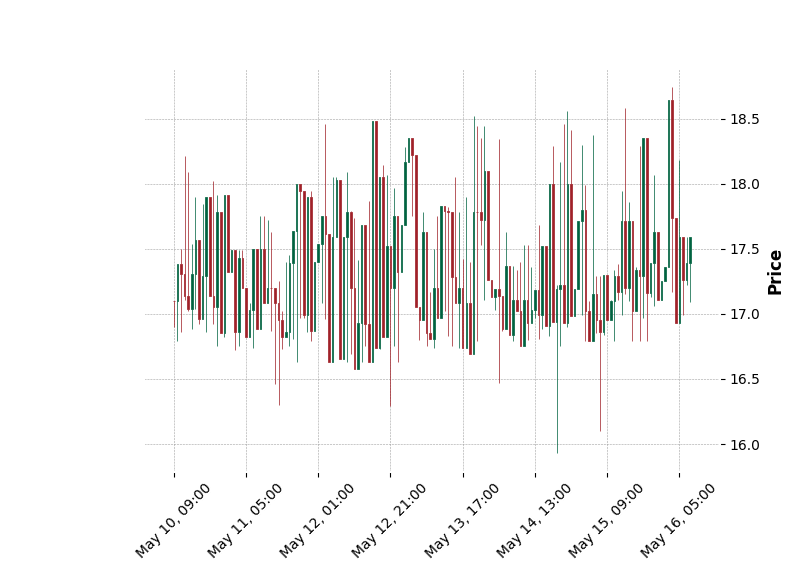 18.5
18.0
17.5
17.0
16.5
16.0
Price
May 10, 09:00
May 11, 05:00
May 12, 01:00
May 12, 21:00
May 13, 17:00
May 14, 13:00
May 15, 09:00
May 16, 05:00